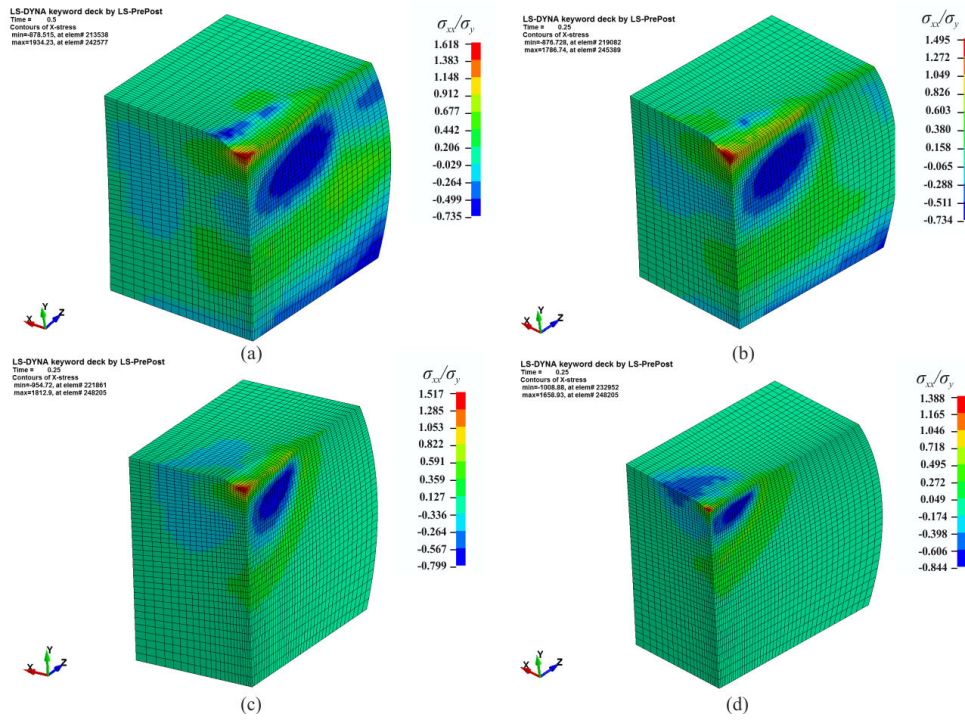 LS-DYNA keyword deck by LS-PrePost
Time = 0.5
Contours of X-stress
min=-878.515, at elem# 213538
max=1934.23, at elem# 242577
σxx/σy
1.618
1.383
1.148
0.912
0.677
0.442
0.206
-0.029
-0.264
-0.499
-0.735
Y
X
Z
(a)
LS-DYNA keyword deck by LS-PrePost
Time = 0.25
Contours of X-stress
min=-876.728, at elem# 219082
max=1786.74, at elem# 245389
σxx/σy
1.495
1.272
1.049
0.826
0.603
0.380
0.158
-0.065
-0.288
-0.511
-0.734
Y
X
Z
(b)
LS-DYNA keyword deck by LS-PrePost
Time = 0.25
Contours of X-stress
min=-954.72, at elem# 221861
max=1812.9, at elem# 248205
σxx/σy
1.517
1.285
1.053
0.822
0.591
0.359
0.127
-0.336
-0.264
-0.567
-0.799
Y
X
Z
(c)
LS-DYNA keyword deck by LS-PrePost
Time = 0.25
Contours of X-stress
min=-1008.88, at elem# 232952
max=1658.93, at elem# 248205
σxx/σy
1.388
1.165
1.046
0.718
0.495
0.272
0.049
-0.174
-0.398
-0.606
-0.844
Y
X
Z
(d)